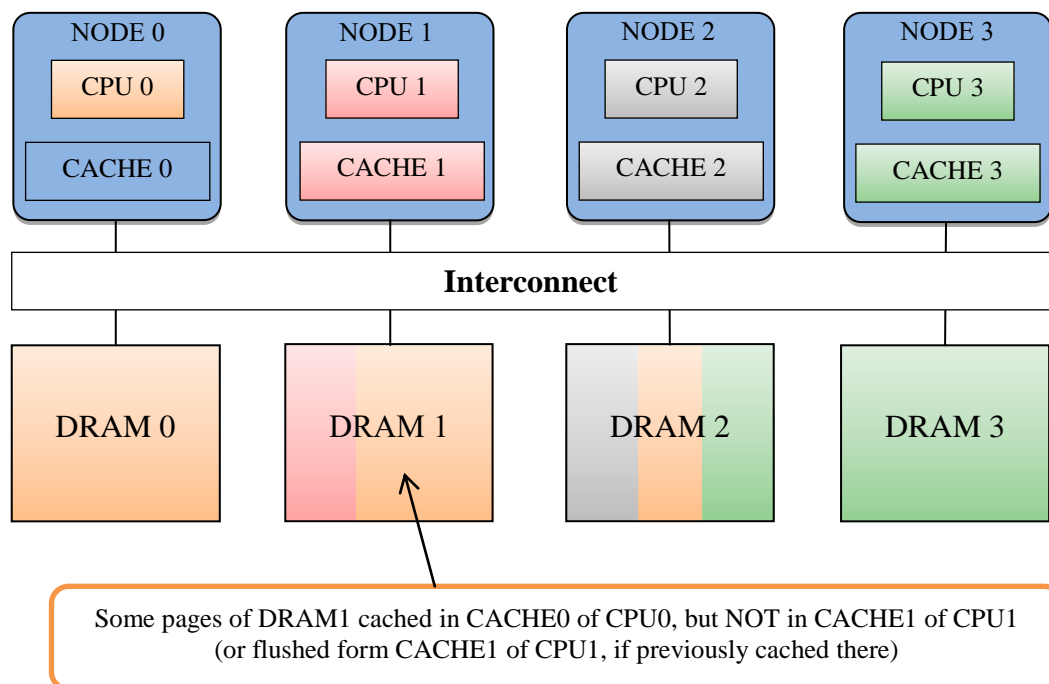 NODE 0
NODE 1
NODE 2
NODE 3
CPU 0
CPU 1
CPU 2
CPU 3
CACHE 0
CACHE 1
CACHE 2
CACHE 3
Interconnect
DRAM 0
DRAM 1
DRAM 2
DRAM 3
Some pages of DRAM1 cached in CACHE0 of CPU0, but NOT in CACHE1 of CPU1
(or flushed form CACHE1 of CPU1, if previously cached there)